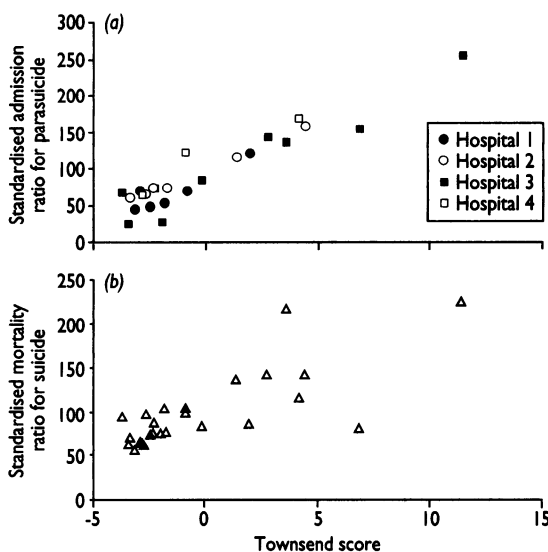 (a)
Standardised admission
ratio for parasuicide
300
250
200
150
100
50
0
● Hospital 1
○ Hospital 2
■ Hospital 3
□ Hospital 4
(b)
Standardised mortality
ratio for suicide
250
200
150
100
50
0
-5
0
5
10
15
Townsend score